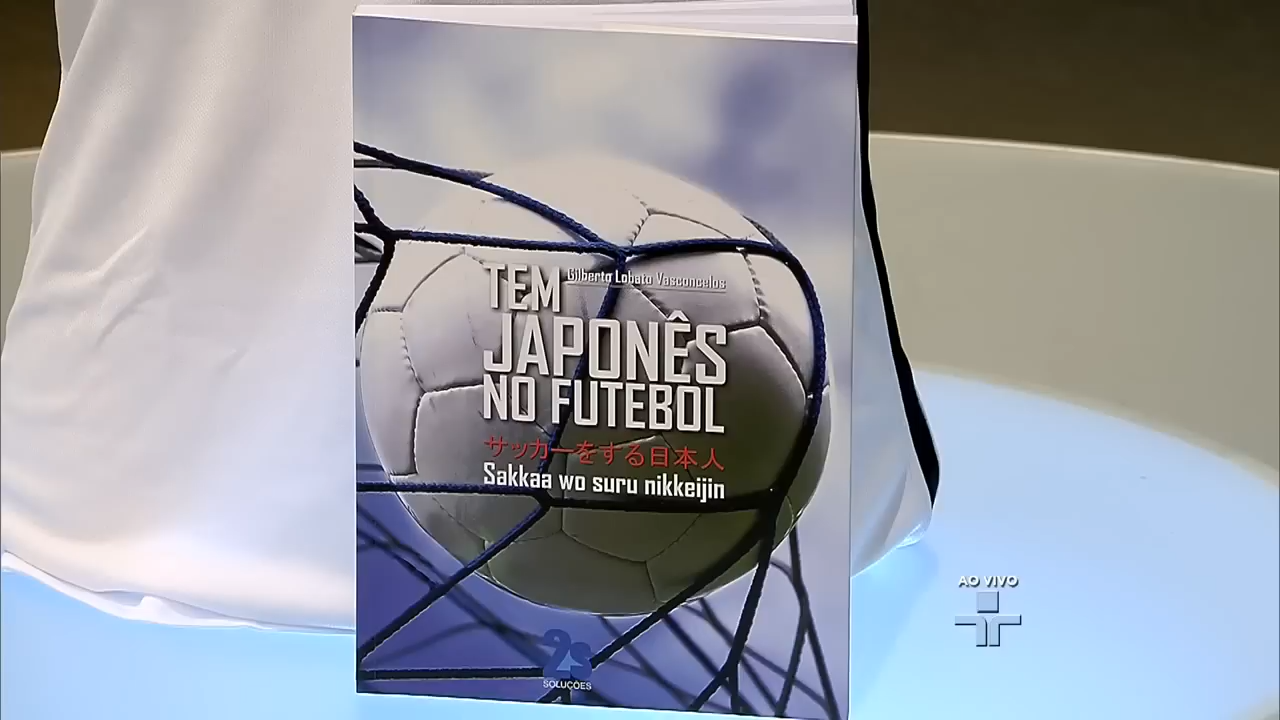 Gilberto Lobato Vasconcelos
TEM
JAPONÊS
NO FUTEBOL
サッカーをする日本人
Sakkaa wo suru nikkeijin
2s
SOLUÇÕES
AO VIVO